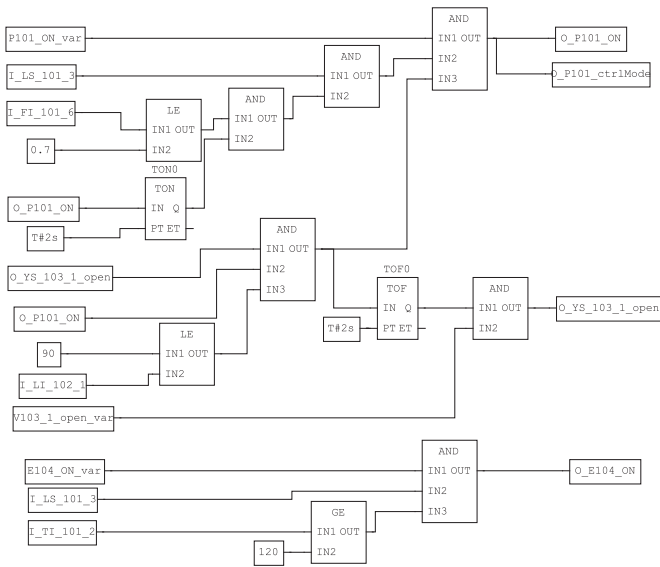 AND
P101_ON_var
IN1 OUT
O_P101_ON
IN2
AND
I_LS_101_3
IN1 OUT
IN3
O_P101_ctrlMode
IN2
AND
LE
I_FI_101_6
IN1 OUT
IN1 OUT
IN2
0.7
IN2
TON0
TON
O_P101_ON
IN Q
T#2s
PT ET
AND
IN1 OUT
O_YS_103_1_open
IN2
IN3
TOF0
TOF
AND
O_P101_ON
IN Q
IN1 OUT
O_YS_103_1_open
T#2s
PT ET
IN2
LE
90
IN1 OUT
I_LI_102_1
IN2
V103_1_open_var
AND
E104_ON_var
IN1 OUT
O_E104_ON
I_LS_101_3
IN2
IN3
GE
I_TI_101_2
IN1 OUT
120
IN2